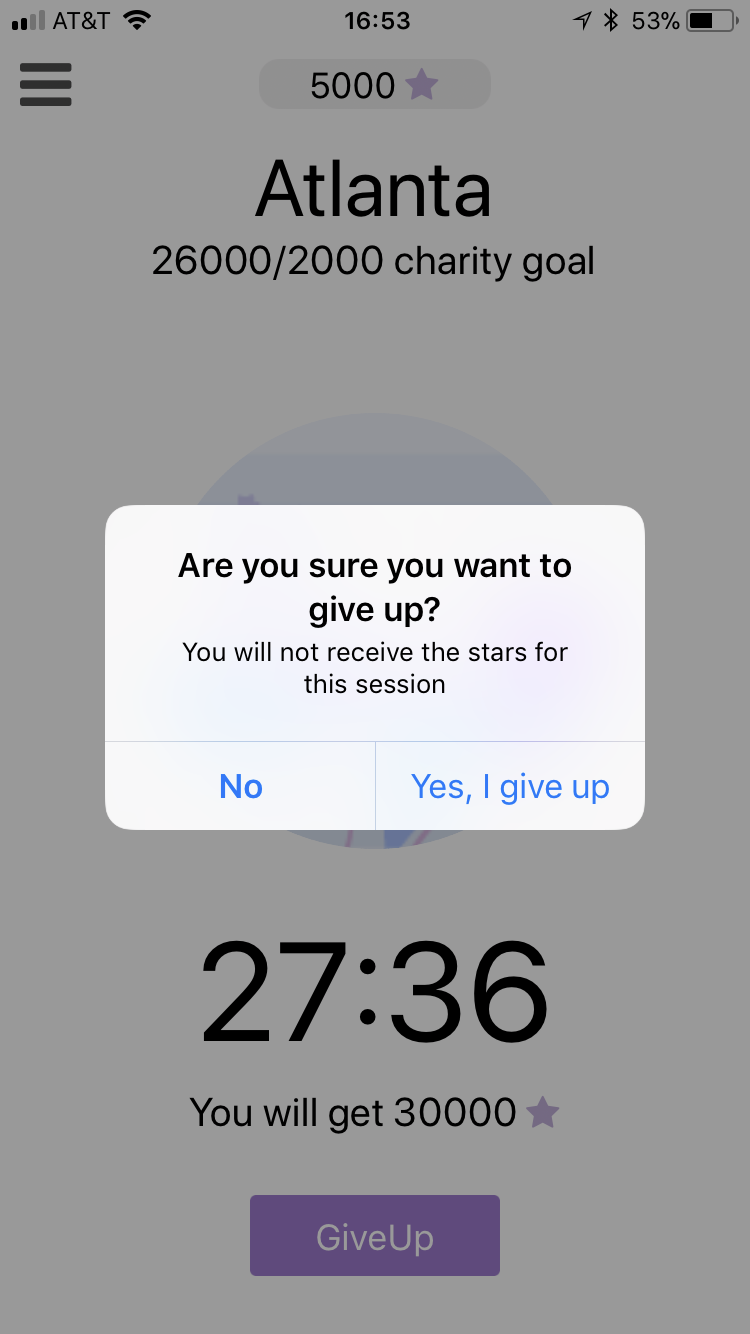 AT&T 16:53 53%
5000
Atlanta
26000/2000 charity goal
Are you sure you want to
give up?
You will not receive the stars for
this session
No Yes, I give up
27:36
You will get 30000
GiveUp